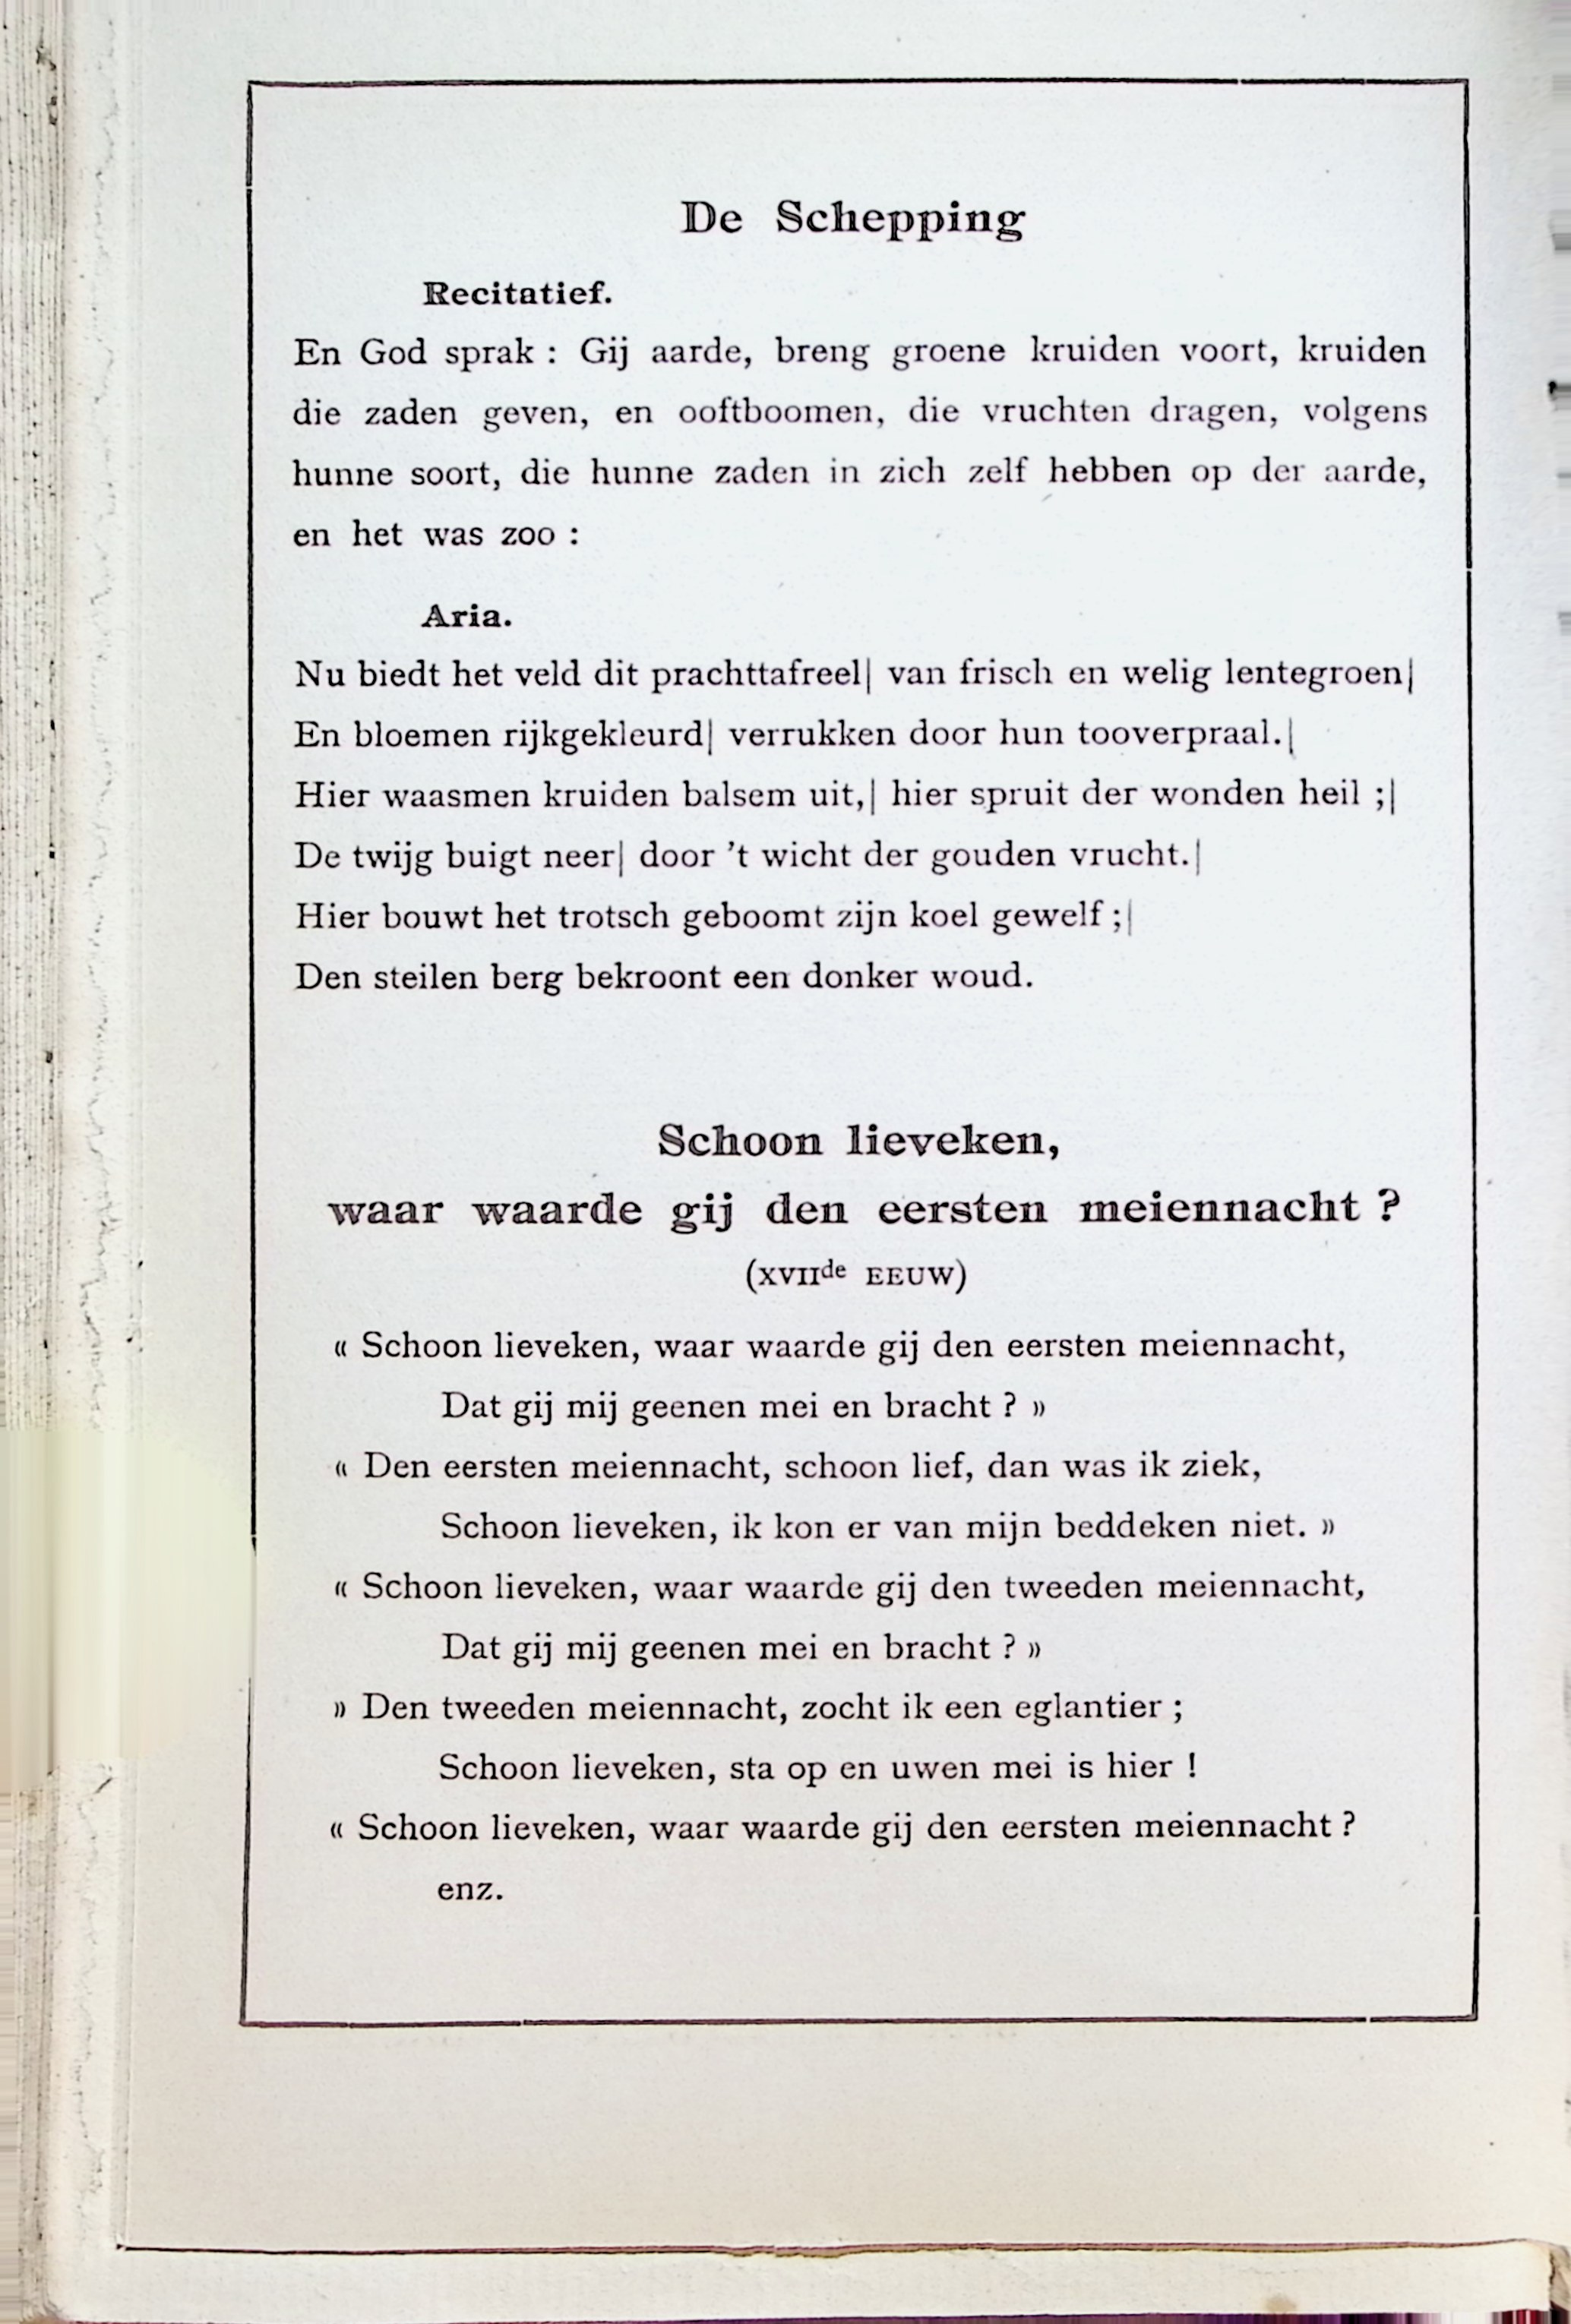 De Schepping
Recitatief.
En God sprak : Gij aarde, breng groene kruiden voort, kruiden
die zaden geven, en ooftboomen, die vruchten dragen, volgens
hunne soort, die hunne zaden in zich zelf hebben op der aarde,
en het was zoo :
Aria.
Nu biedt het veld dit prachttafreel| van frisch en welig lentegroen|
En bloemen rijkgekleurd| verrukken door hun tooverpraal.|
Hier waasmen kruiden balsem uit,| hier spruit der wonden heil ;|
De twijg buigt neer| door 't wicht der gouden vrucht.|
Hier bouwt het trotsch geboomt zijn koel gewelf ;|
Den steilen berg bekroont een donker woud.
Schoon lieveken,
waar waarde gij den eersten meiennacht ?
(XVIIde EEUW)
« Schoon lieveken, waar waarde gij den eersten meiennacht,
Dat gij mij geenen mei en bracht ? »
« Den eersten meiennacht, schoon lief, dan was ik ziek,
Schoon lieveken, ik kon er van mijn beddeken niet. »
« Schoon lieveken, waar waarde gij den tweeden meiennacht,
Dat gij mij geenen mei en bracht ? »
» Den tweeden meiennacht, zocht ik een eglantier ;
Schoon lieveken, sta op en uwen mei is hier !
« Schoon lieveken, waar waarde gij den eersten meiennacht ?
enz.